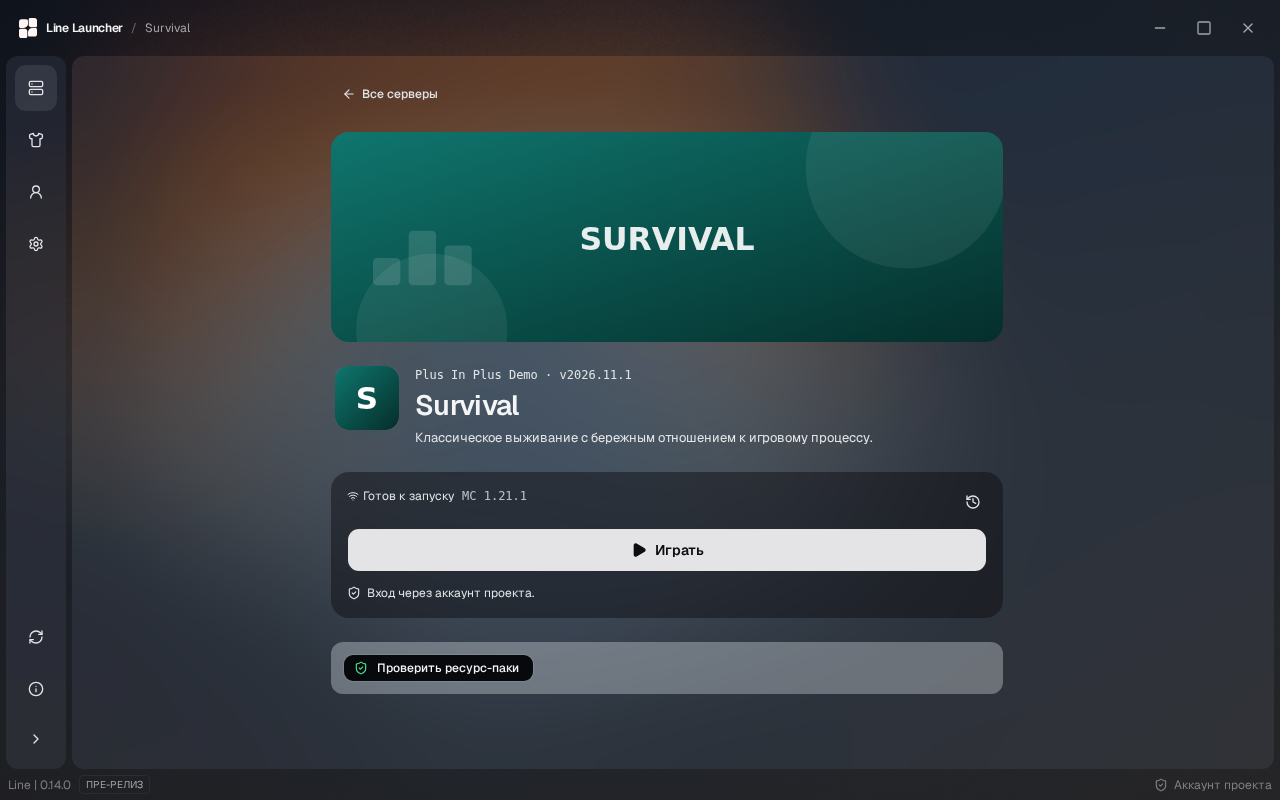 Line Launcher / Survival
Все серверы
SURVIVAL
S
Plus In Plus Demo · v2026.11.1
Survival
Классическое выживание с бережным отношением к игровому процессу.
Готов к запуску MC 1.21.1
Играть
Вход через аккаунт проекта.
Проверить ресурс-паки
Line | 0.14.0 ПРЕ-РЕЛИЗ
Аккаунт проекта